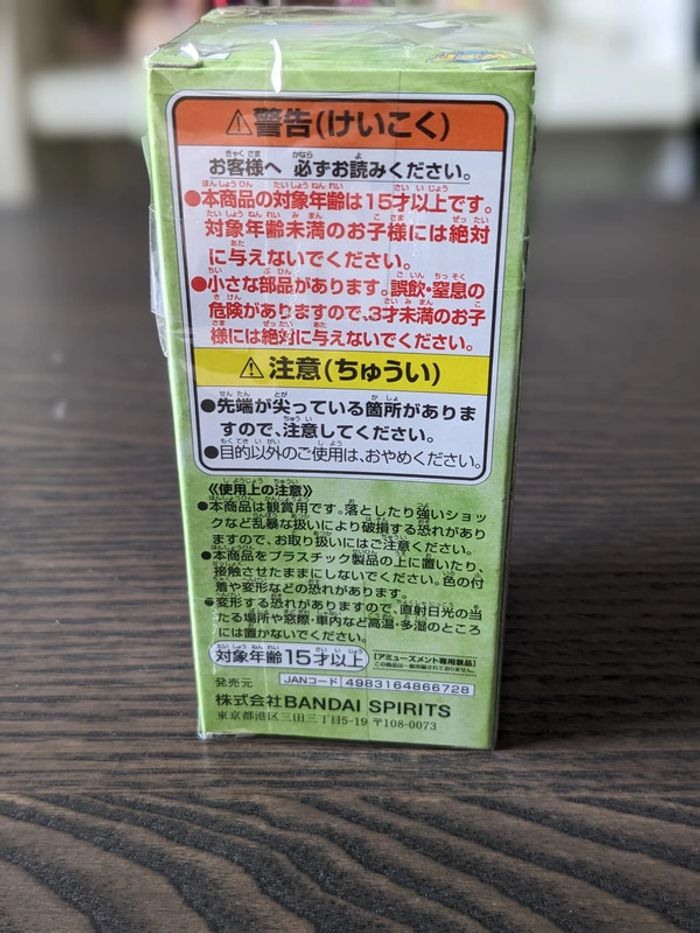 ⚠警告(けいこく)
お客様へ 必ずお読みください。
●本商品の対象年齢は15才以上です。
対象年齢未満のお子様には絶対
に与えないでください。
●小さな部品があります。誤飲・窒息の
危険がありますので、3才未満のお子
様には絶対に与えないでください。
⚠注意(ちゅうい)
●先端が尖っている箇所がありま
すので、注意してください。
●目的以外のご使用は、おやめください。
《使用上の注意》
●本商品は観賞用です。落としたり強いショッ
クなど乱暴な扱いにより破損する恐れがあり
ますので、お取り扱いにはご注意ください。
●本商品をプラスチック製品の上に置いたり、
接触させたままにしないでください。色の付
着や変形などの恐れがあります。
●変形する恐れがありますので、直射日光の当
たる場所や窓際・車内など高温・多湿のところ
には置かないでください。
対象年齢15才以上
【アミューズメント専用景品】
この商品は一般市販されておりません。
発売元
JANコード 4983164866728
株式会社BANDAI SPIRITS
東京都港区三田三丁目5-19 〒108-0073